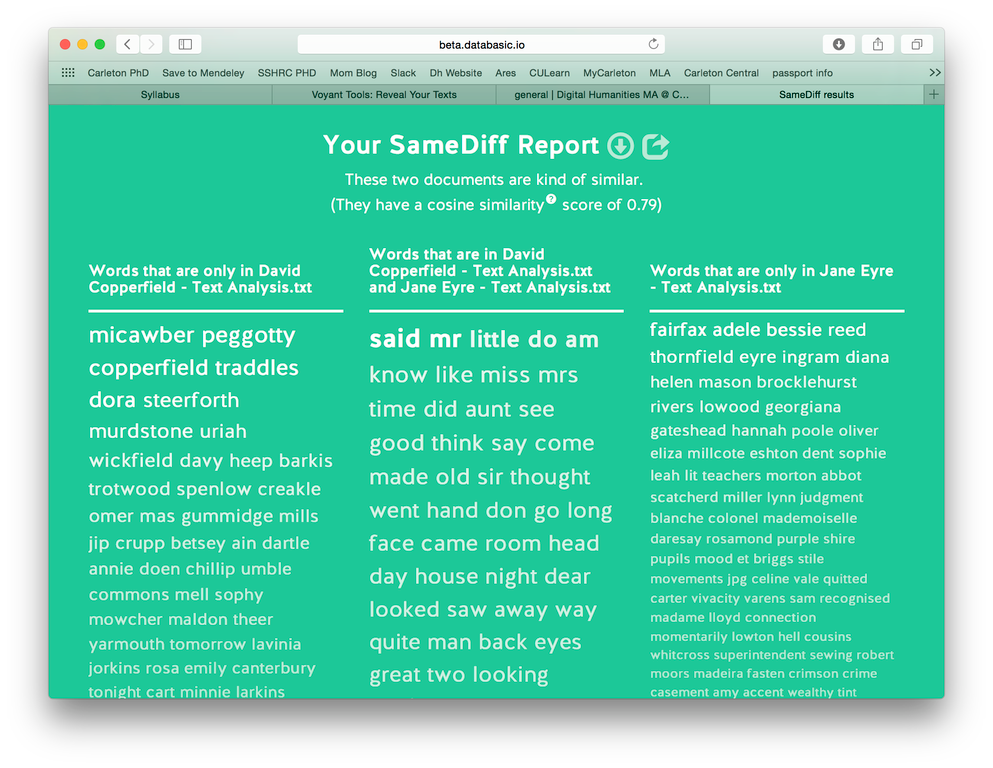 beta.databasic.io
Carleton PhD Save to Mendeley SSHRC PHD Mom Blog Slack Dh Website Ares CULearn MyCarleton MLA Carleton Central passport info
Syllabus Voyant Tools: Reveal Your Texts general | Digital Humanities MA @ C... SameDiff results
Your SameDiff Report
These two documents are kind of similar.
(They have a cosine similarity? score of 0.79)
Words that are only in David
Copperfield - Text Analysis.txt
micawber peggotty
copperfield traddles
dora steerforth
murdstone uriah
wickfield davy heep barkis
trotwood spenlow creakle
omer mas gummidge mills
jip crupp betsey ain dartle
annie doen chillip umble
commons mell sophy
mowcher maldon theer
yarmouth tomorrow lavinia
jorkins rosa emily canterbury
tonight cart minnie larkins
Words that are in David
Copperfield - Text Analysis.txt
and Jane Eyre - Text Analysis.txt
said mr little do am
know like miss mrs
time did aunt see
good think say come
made old sir thought
went hand don go long
face came room head
day house night dear
looked saw away way
quite man back eyes
great two looking
Words that are only in Jane Eyre
- Text Analysis.txt
fairfax adele bessie reed
thornfield eyre ingram diana
helen mason brocklehurst
rivers lowood georgiana
gateshead hannah poole oliver
eliza millcote eshton dent sophie
leah lit teachers morton abbot
scatcherd miller lynn judgment
blanche colonel mademoiselle
daresay rosamond purple shire
pupils mood et briggs stile
movements jpg celine vale quitted
carter vivacity varens sam recognised
madame lloyd connection
momentarily lowton hell cousins
whitcross superintendent sewing robert
moors madeira fasten crimson crime
casement amy accent wealthy tint